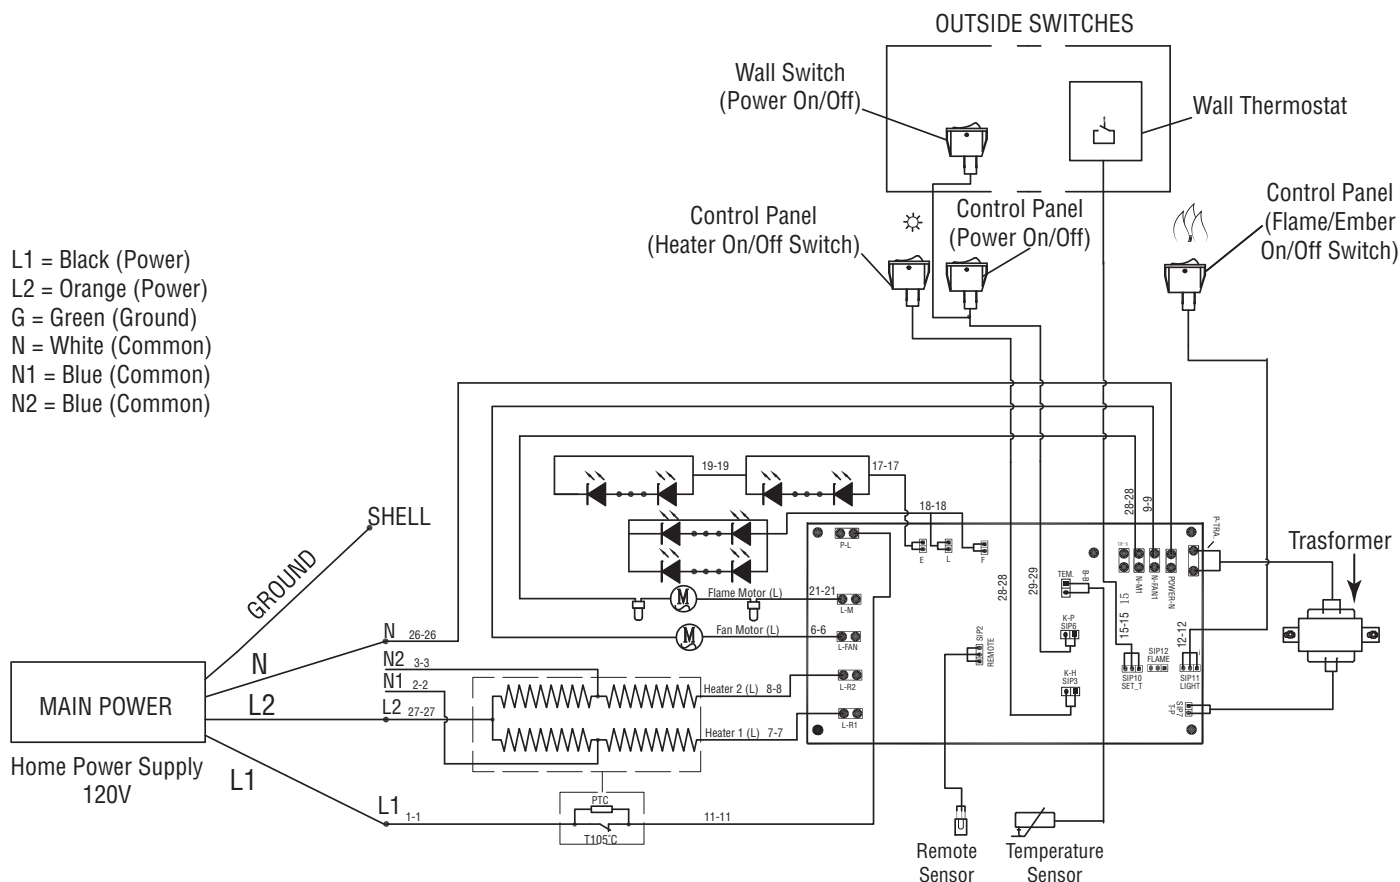 OUTSIDE SWITCHES
Wall Switch
(Power On/Off)
Wall Thermostat
Control Panel
(Heater On/Off Switch)
Control Panel
(Power On/Off)
Control Panel
(Flame/Ember
On/Off Switch)
L1 = Black (Power)
L2 = Orange (Power)
G = Green (Ground)
N = White (Common)
N1 = Blue (Common)
N2 = Blue (Common)
19-19
17-17
18-18
28-28
9-9
P-TRA.
Trasformer
SHELL
GROUND
P-L
E
L
F
TEM.
B-B
N-M1
N-FAN1
POWER-N
M
Flame Motor (L)
21-21
L-M
28-28
29-29
15-15
15
12-12
N
26-26
M
Fan Motor (L)
6-6
L-FAN
SIP2
REMOTE
K-P
SIP6
SIP12
FLAME
N
N2
3-3
N1
2-2
Heater 2 (L)
8-8
L-R2
K-H
SIP3
SIP10
SET_T
SIP11
LIGHT
MAIN POWER
L2
L2
27-27
Heater 1 (L)
7-7
L-R1
SIP7
T-P
Home Power Supply
120V
L1
L1
1-1
PTC
T105°C
11-11
Remote
Sensor
Temperature
Sensor